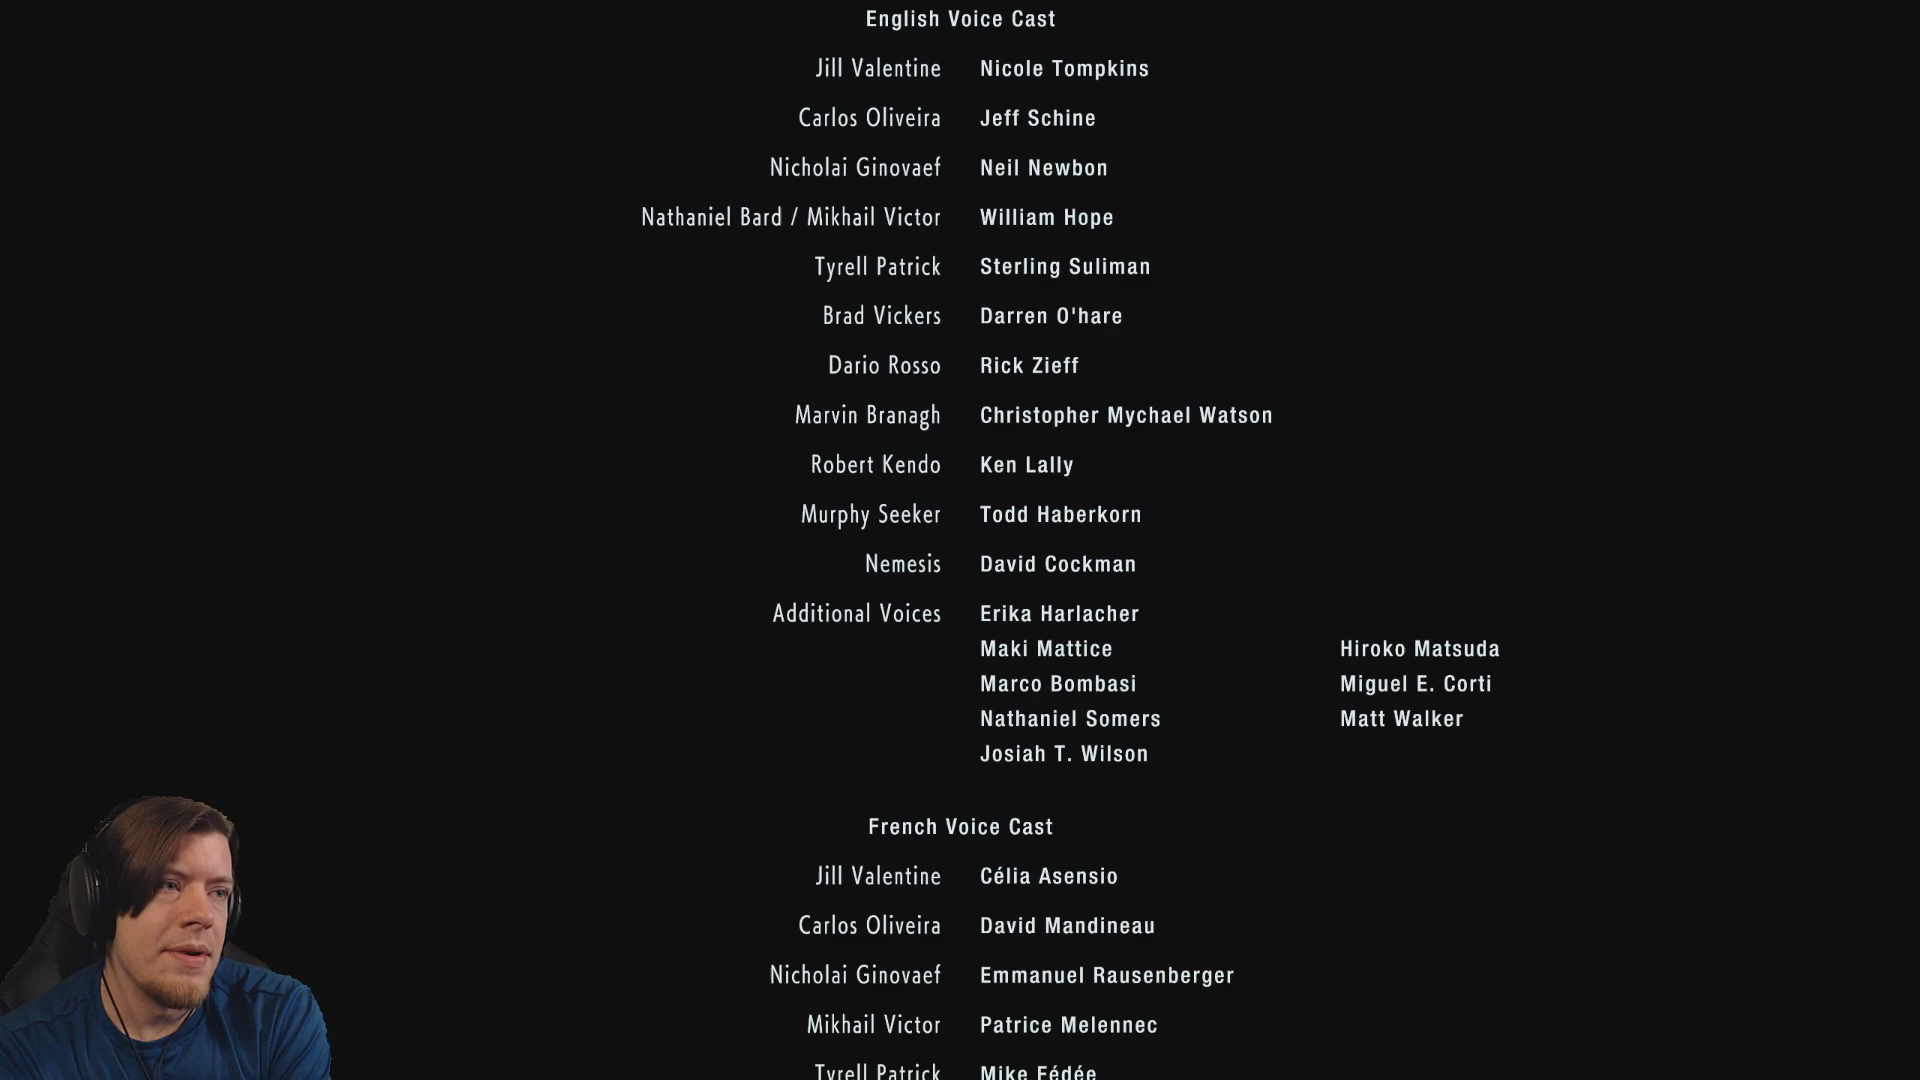 English Voice Cast
Jill Valentine Nicole Tompkins
Carlos Oliveira Jeff Schine
Nicholai Ginovaef Neil Newbon
Nathaniel Bard / Mikhail Victor William Hope
Tyrell Patrick Sterling Suliman
Brad Vickers Darren O'hare
Dario Rosso Rick Zieff
Marvin Branagh Christopher Mychael Watson
Robert Kendo Ken Lally
Murphy Seeker Todd Haberkorn
Nemesis David Cockman
Additional Voices Erika Harlacher
Maki Mattice Hiroko Matsuda
Marco Bombasi Miguel E. Corti
Nathaniel Somers Matt Walker
Josiah T. Wilson
French Voice Cast
Jill Valentine Célia Asensio
Carlos Oliveira David Mandineau
Nicholai Ginovaef Emmanuel Rausenberger
Mikhail Victor Patrice Melennec
Tyrell Patrick Mike Fédée